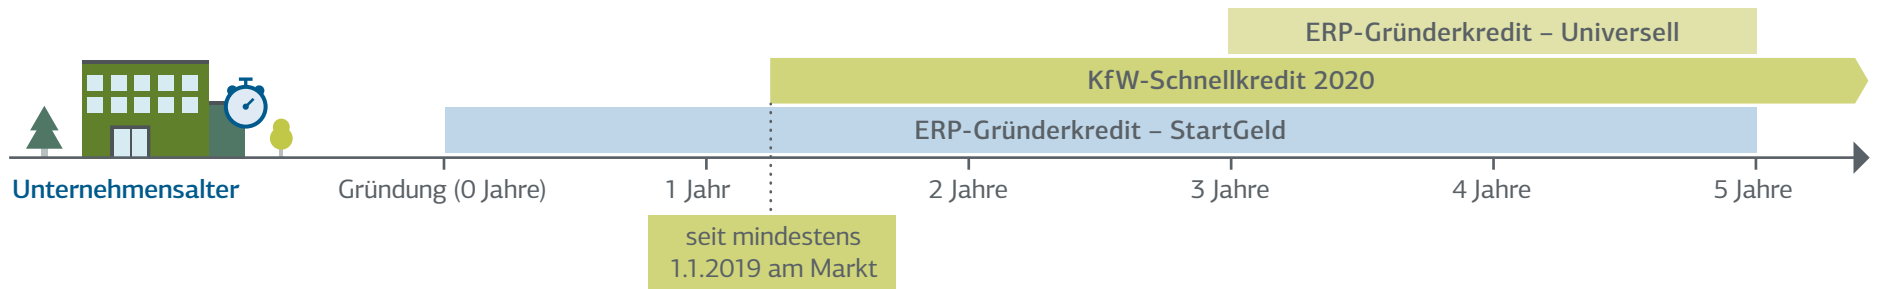 ERP-Gründerkredit – Universell
KfW-Schnellkredit 2020
ERP-Gründerkredit – StartGeld
Unternehmensalter
Gründung (0 Jahre)
1 Jahr
2 Jahre
3 Jahre
4 Jahre
5 Jahre
seit mindestens
1.1.2019 am Markt